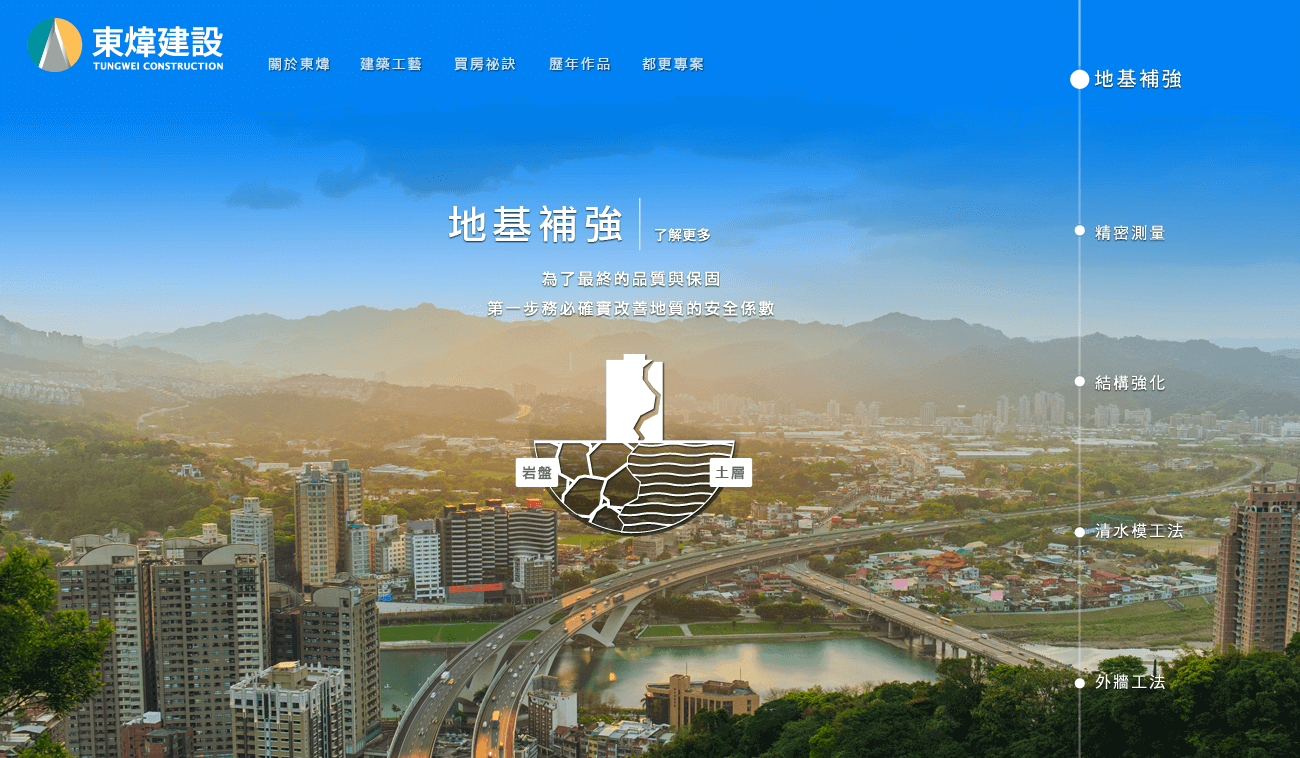 東煒建設
TUNGWEI CONSTRUCTION
關於東煒
建築工藝
買房祕訣
歷年作品
都更專案
地基補強
了解更多
為了最終的品質與保固
第一步務必確實改善地質的安全係數
岩盤
土層
地基補強
精密測量
結構強化
清水模工法
外牆工法